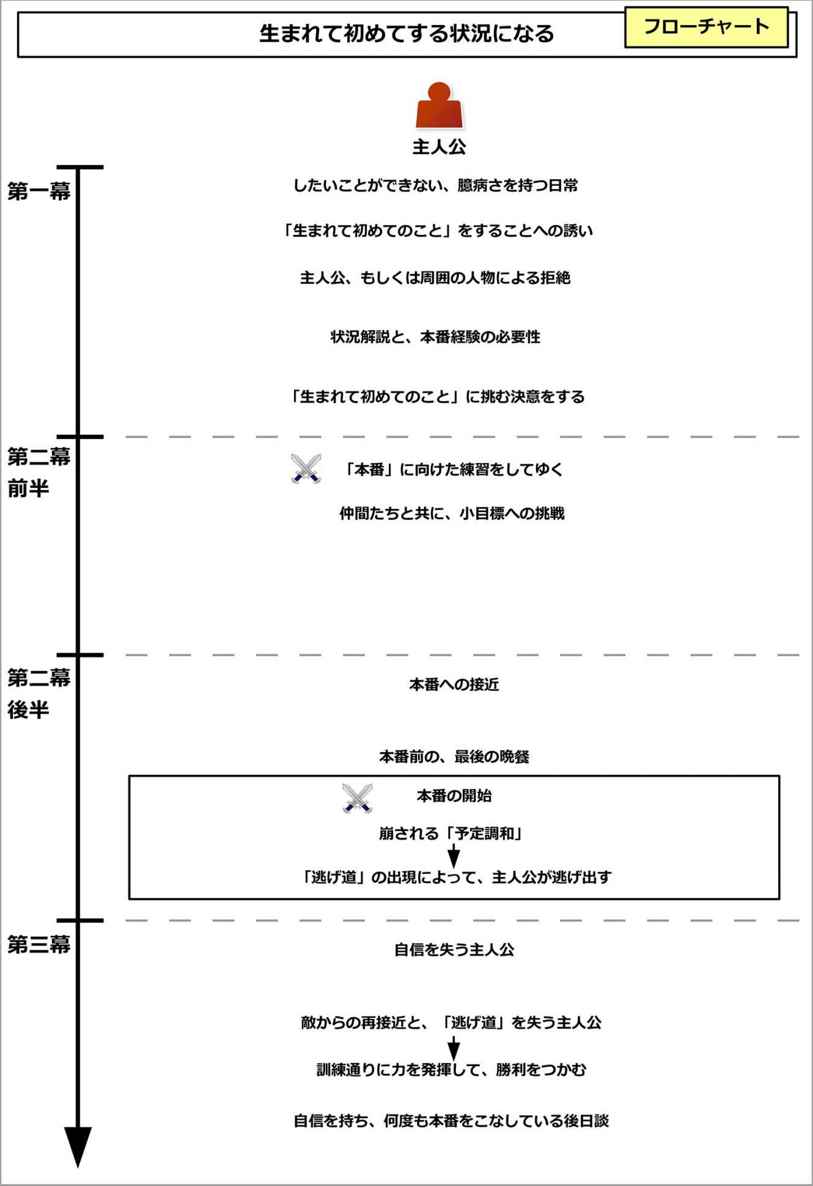 生まれて初めてする状況になる
フローチャート
主人公
第一幕
したいことができない、臆病さを持つ日常
「生まれて初めてのこと」をすることへの誘い
主人公、もしくは周囲の人物による拒絶
状況解説と、本番経験の必要性
「生まれて初めてのこと」に挑む決意をする
第二幕
前半
「本番」に向けた練習をしてゆく
仲間たちと共に、小目標への挑戦
第二幕
後半
本番への接近
本番前の、最後の晩餐
本番の開始
崩される「予定調和」
「逃げ道」の出現によって、主人公が逃げ出す
第三幕
自信を失う主人公
敵からの再接近と、「逃げ道」を失う主人公
訓練通りに力を発揮して、勝利をつかむ
自信を持ち、何度も本番をこなしている後日談